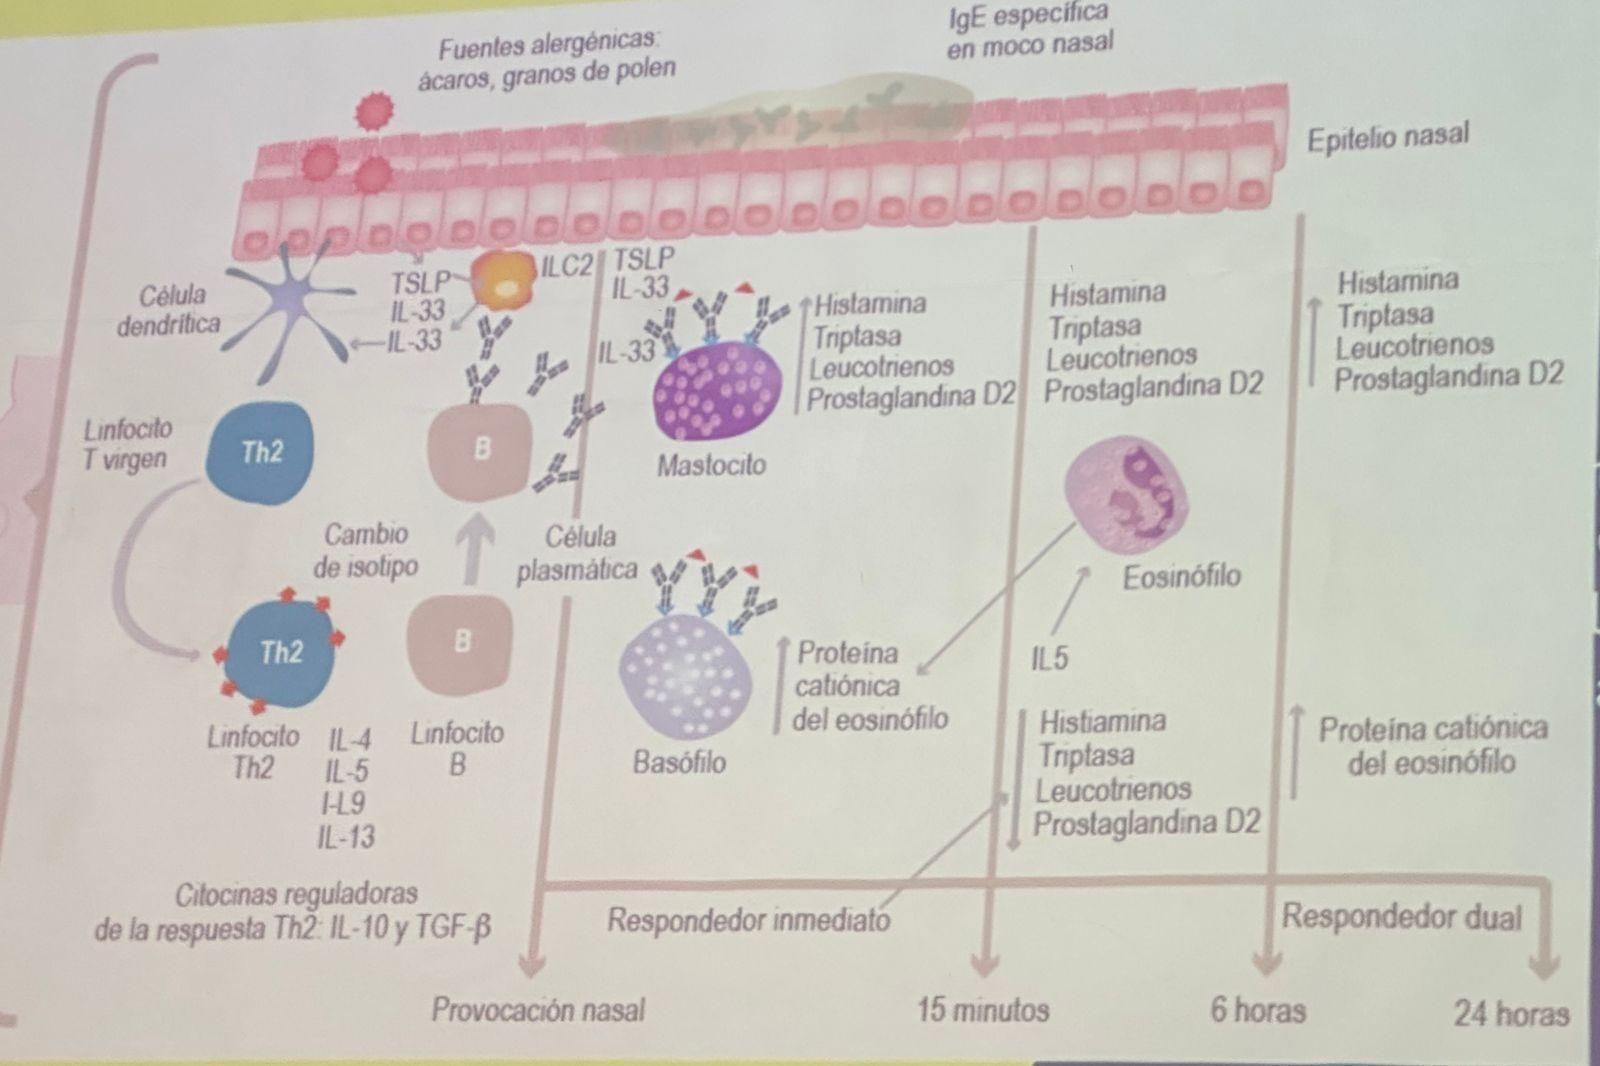 Fuentes alergénicas:
ácaros, granos de polen
IgE específica
en moco nasal
Epitelio nasal
Célula
dendrítica
TSLP
IL-33
IL-33
ILC2
TSLP
IL-33
IL-33
Histamina
Triptasa
Leucotrienos
Prostaglandina D2
Mastocito
Histamina
Triptasa
Leucotrienos
Prostaglandina D2
Histamina
Triptasa
Leucotrienos
Prostaglandina D2
Linfocito
T virgen
Th2
B
Cambio
de isotipo
Célula
plasmática
Eosinófilo
IL5
Th2
B
Linfocito
Th2
IL-4
IL-5
I-L9
IL-13
Linfocito
B
Basófilo
Proteína
catiónica
del eosinófilo
Histiamina
Triptasa
Leucotrienos
Prostaglandina D2
Proteína catiónica
del eosinófilo
Citocinas reguladoras
de la respuesta Th2: IL-10 y TGF-β
Respondedor inmediato
Respondedor dual
Provocación nasal
15 minutos
6 horas
24 horas